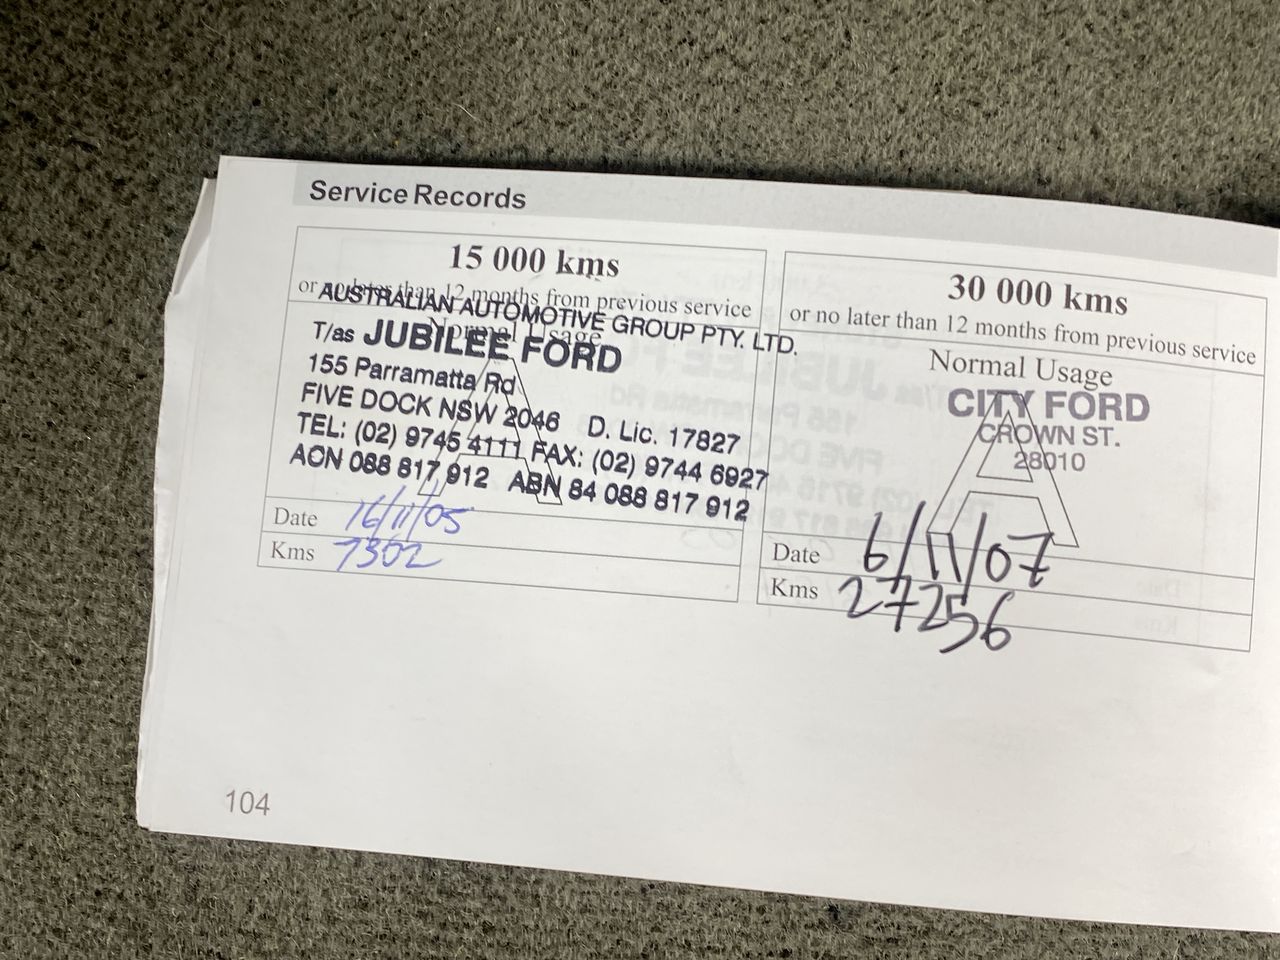 Service Records
15 000 kms
or no later than 12 months from previous service
Normal Usage
AUSTRALIAN AUTOMOTIVE GROUP PTY. LTD.
T/as JUBILEE FORD
155 Parramatta Rd
FIVE DOCK NSW 2046 D. Lic. 17827
TEL: (02) 9745 4111 FAX: (02) 9744 6927
ACN 088 817 912 ABN 84 088 817 912
Date 16/11/05
Kms 7302
30 000 kms
or no later than 12 months from previous service
Normal Usage
CITY FORD
CROWN ST.
28010
Date 6/11/07
Kms 27256
104